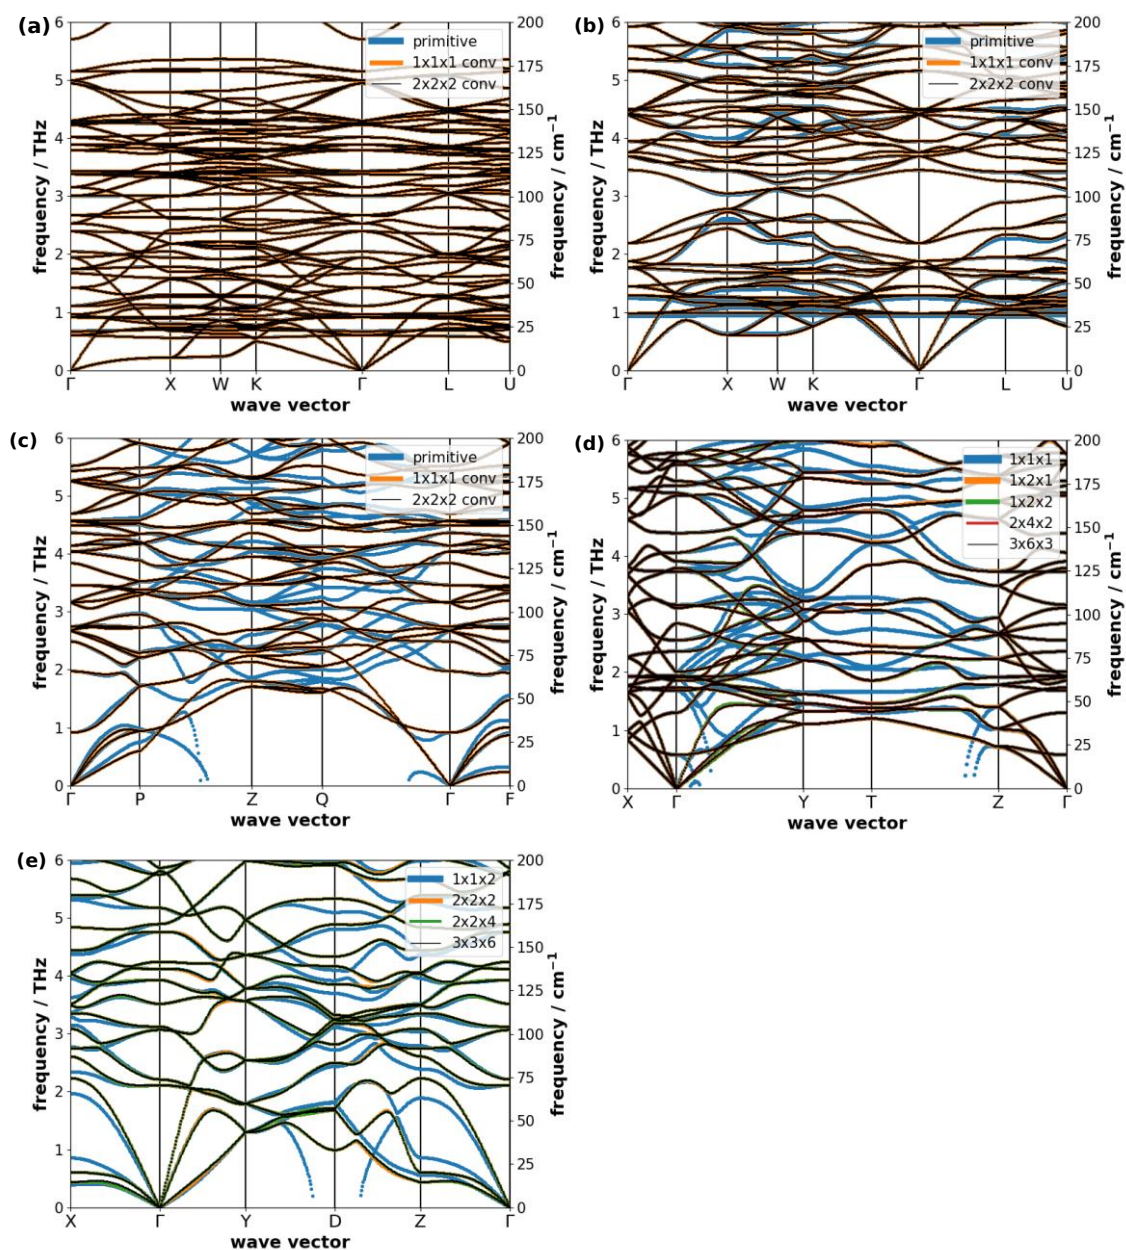 (a)
6
5
4
3
2
1
0
frequency / THz
200
175
150
125
100
75
50
25
0
frequency / cm⁻¹
primitive
1x1x1 conv
2x2x2 conv
Γ X W K Γ L U
wave vector
(b)
6
5
4
3
2
1
0
frequency / THz
200
175
150
125
100
75
50
25
0
frequency / cm⁻¹
primitive
1x1x1 conv
2x2x2 conv
Γ X W K Γ L U
wave vector
(c)
6
5
4
3
2
1
0
frequency / THz
200
175
150
125
100
75
50
25
0
frequency / cm⁻¹
primitive
1x1x1 conv
2x2x2 conv
Γ P Z Q Γ F
wave vector
(d)
6
5
4
3
2
1
0
frequency / THz
200
175
150
125
100
75
50
25
0
frequency / cm⁻¹
1x1x1
1x2x1
1x2x2
2x4x2
3x6x3
X Γ Y T Z Γ
wave vector
(e)
6
5
4
3
2
1
0
frequency / THz
200
175
150
125
100
75
50
25
0
frequency / cm⁻¹
1x1x2
2x2x2
2x2x4
3x3x6
X Γ Y D Z Γ
wave vector